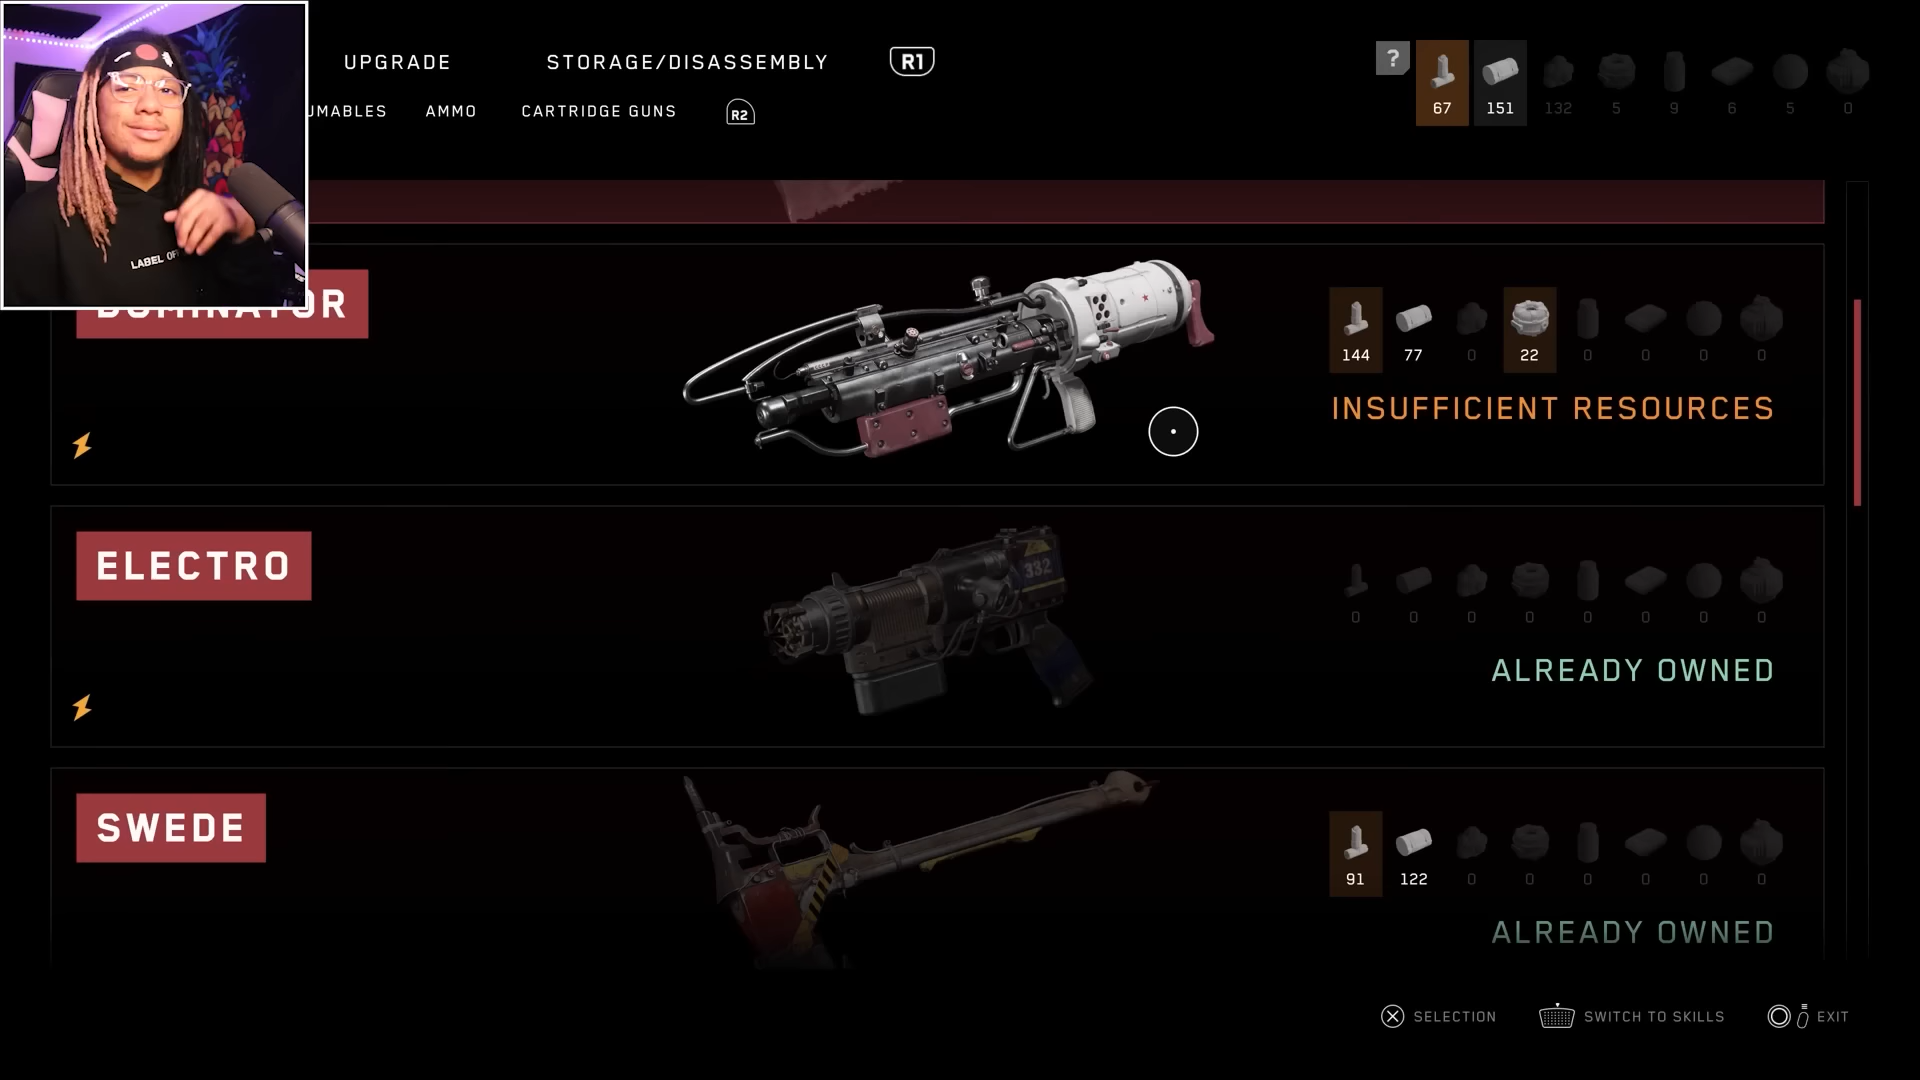 UPGRADE STORAGE/DISASSEMBLY R1
UMABLES AMMO CARTRIDGE GUNS R2
?
67 151 132 5 9 6 5 0
LABEL OF
DOMINATOR
144 77 0 22 0 0 0 0
INSUFFICIENT RESOURCES
ELECTRO
332
0 0 0 0 0 0 0 0
ALREADY OWNED
SWEDE
91 122 0 0 0 0 0 0
ALREADY OWNED
SELECTION SWITCH TO SKILLS EXIT